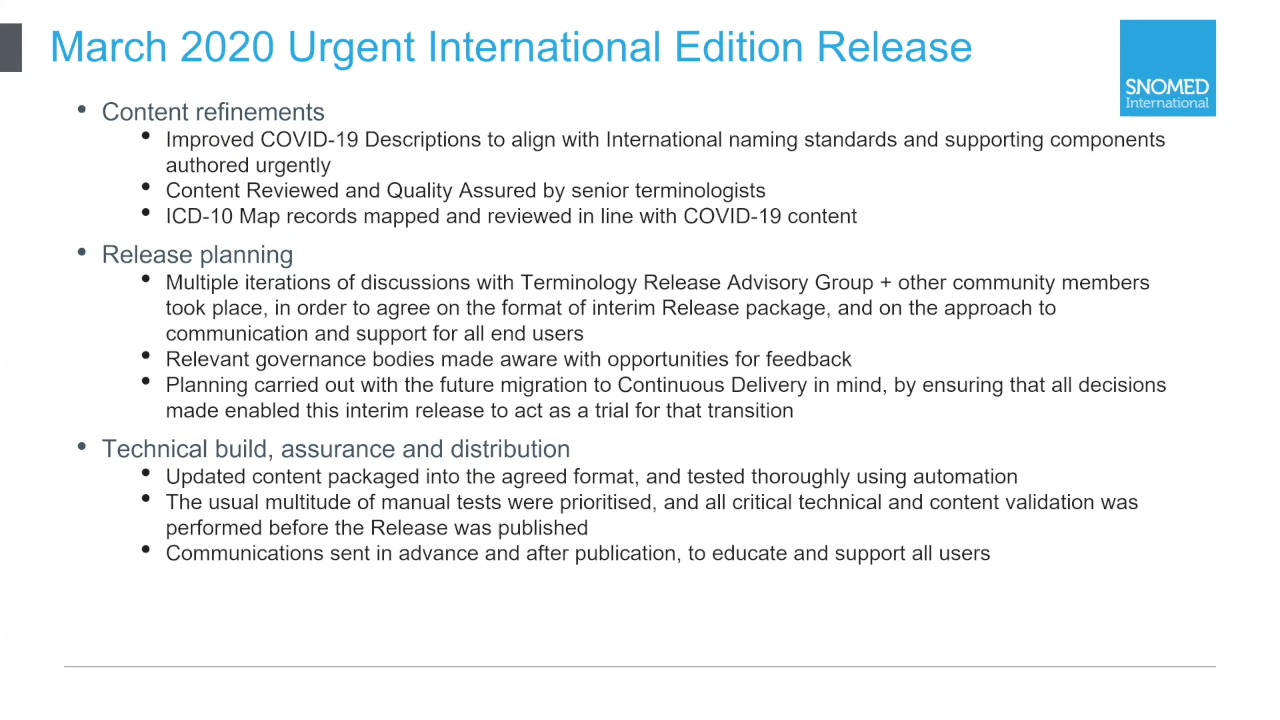 March 2020 Urgent International Edition Release
SNOMED
International
• Content refinements
• Improved COVID-19 Descriptions to align with International naming standards and supporting components
authored urgently
• Content Reviewed and Quality Assured by senior terminologists
• ICD-10 Map records mapped and reviewed in line with COVID-19 content
• Release planning
• Multiple iterations of discussions with Terminology Release Advisory Group + other community members
took place, in order to agree on the format of interim Release package, and on the approach to
communication and support for all end users
• Relevant governance bodies made aware with opportunities for feedback
• Planning carried out with the future migration to Continuous Delivery in mind, by ensuring that all decisions
made enabled this interim release to act as a trial for that transition
• Technical build, assurance and distribution
• Updated content packaged into the agreed format, and tested thoroughly using automation
• The usual multitude of manual tests were prioritised, and all critical technical and content validation was
performed before the Release was published
• Communications sent in advance and after publication, to educate and support all users